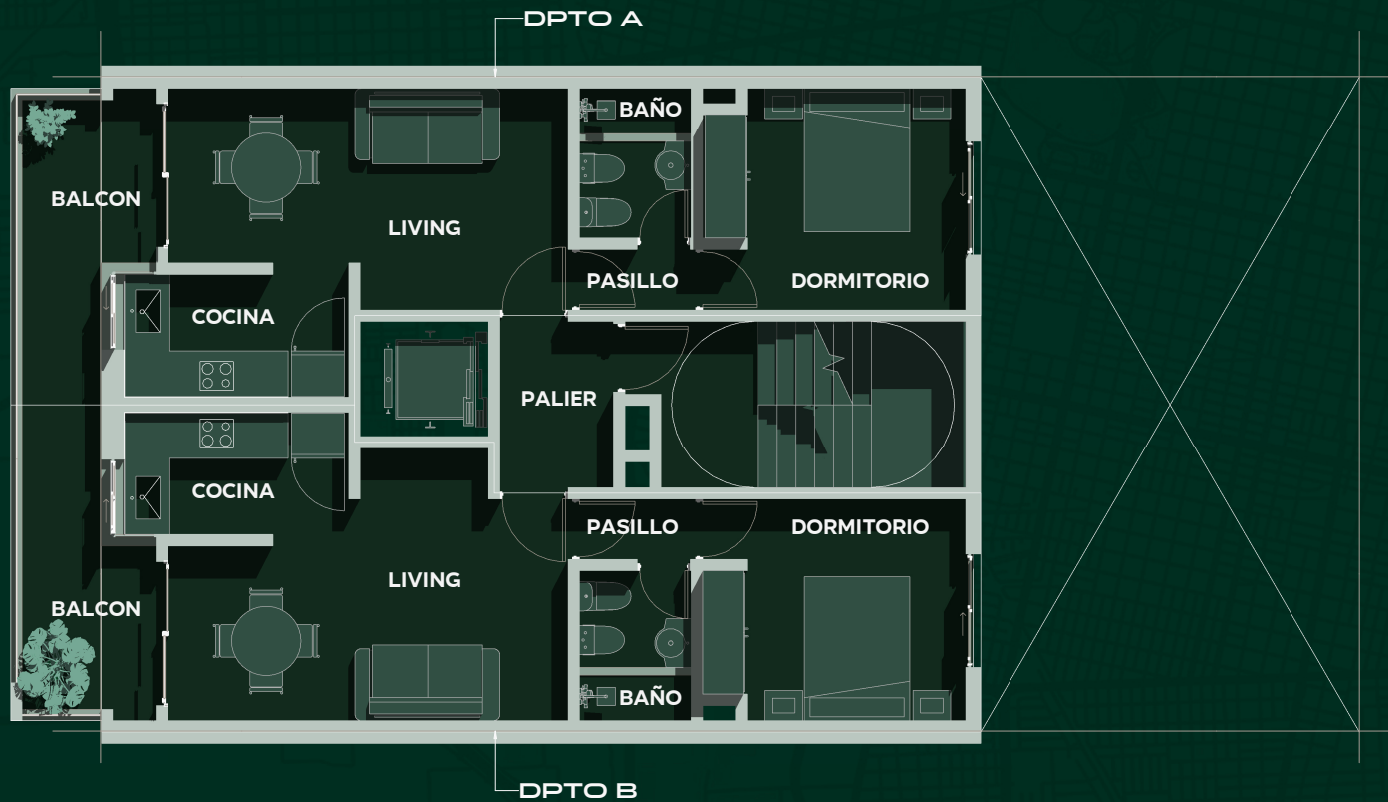 DPTO A
BAÑO
BALCON
LIVING
PASILLO
DORMITORIO
COCINA
PALIER
COCINA
PASILLO
DORMITORIO
LIVING
BALCON
BAÑO
DPTO B